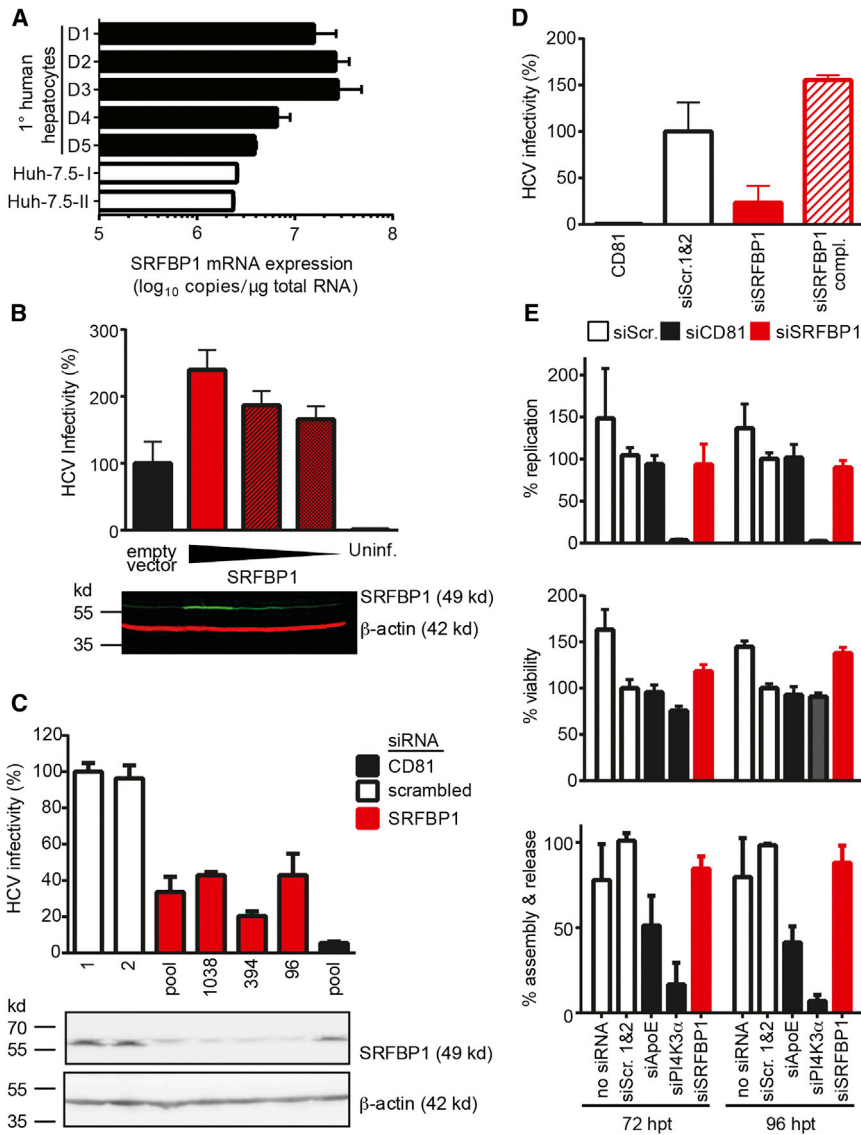 A
1° human
hepatocytes
D1
D2
D3
D4
D5
Huh-7.5-I
Huh-7.5-II
5
6
7
8
SRFBP1 mRNA expression
(log10 copies/µg total RNA)
B
HCV Infectivity (%)
300
200
100
0
empty
vector
SRFBP1
Uninf.
kd
55
35
SRFBP1 (49 kd)
β-actin (42 kd)
C
HCV infectivity (%)
120
100
80
60
40
20
0
siRNA
CD81
scrambled
SRFBP1
1
2
pool
1038
394
96
pool
kd
70
55
SRFBP1 (49 kd)
55
35
β-actin (42 kd)
D
HCV infectivity (%)
200
150
100
50
0
CD81
siScr.1&2
siSRFBP1
siSRFBP1
compl.
E
siScr.
siCD81
siSRFBP1
% replication
200
150
100
50
0
% viability
200
150
100
50
0
% assembly & release
100
50
0
no siRNA
siScr. 1&2
siApoE
siPI4K3α
siSRFBP1
no siRNA
siScr. 1&2
siApoE
siPI4K3α
siSRFBP1
72 hpt
96 hpt